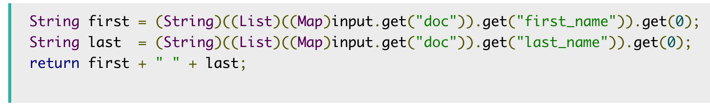 String first = (String)((List)((Map)input.get("doc")).get("first_name")).get(0);
String last  = (String)((List)((Map)input.get("doc")).get("last_name")).get(0);
return first + " " + last;